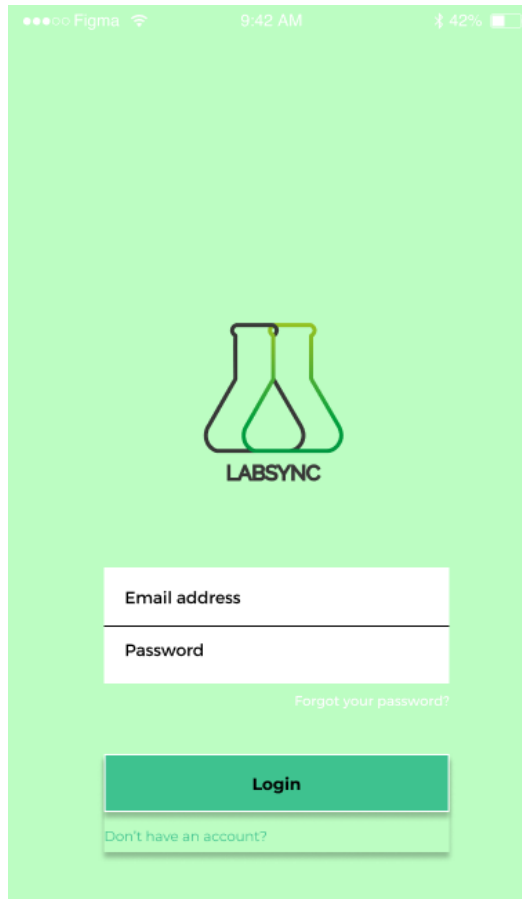 Figma 9:42 AM 42%
LABSYNC
Email address
Password
Forgot your password?
Login
Don't have an account?